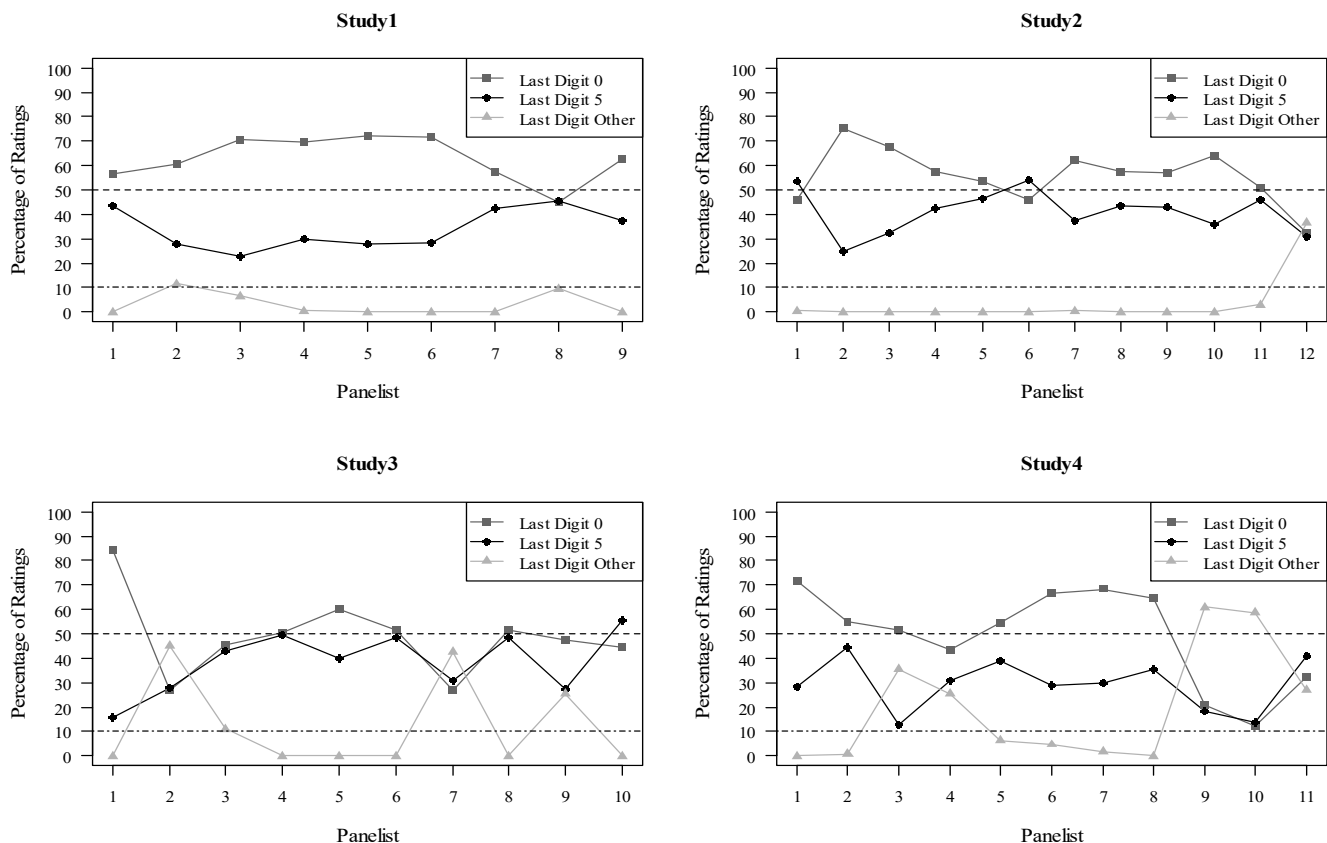 Study1
Percentage of Ratings
100
90
80
70
60
50
40
30
20
10
0
Last Digit 0
Last Digit 5
Last Digit Other
1 2 3 4 5 6 7 8 9
Panelist
Study2
Percentage of Ratings
100
90
80
70
60
50
40
30
20
10
0
Last Digit 0
Last Digit 5
Last Digit Other
1 2 3 4 5 6 7 8 9 10 11 12
Panelist
Study3
Percentage of Ratings
100
90
80
70
60
50
40
30
20
10
0
Last Digit 0
Last Digit 5
Last Digit Other
1 2 3 4 5 6 7 8 9 10
Panelist
Study4
Percentage of Ratings
100
90
80
70
60
50
40
30
20
10
0
Last Digit 0
Last Digit 5
Last Digit Other
1 2 3 4 5 6 7 8 9 10 11
Panelist